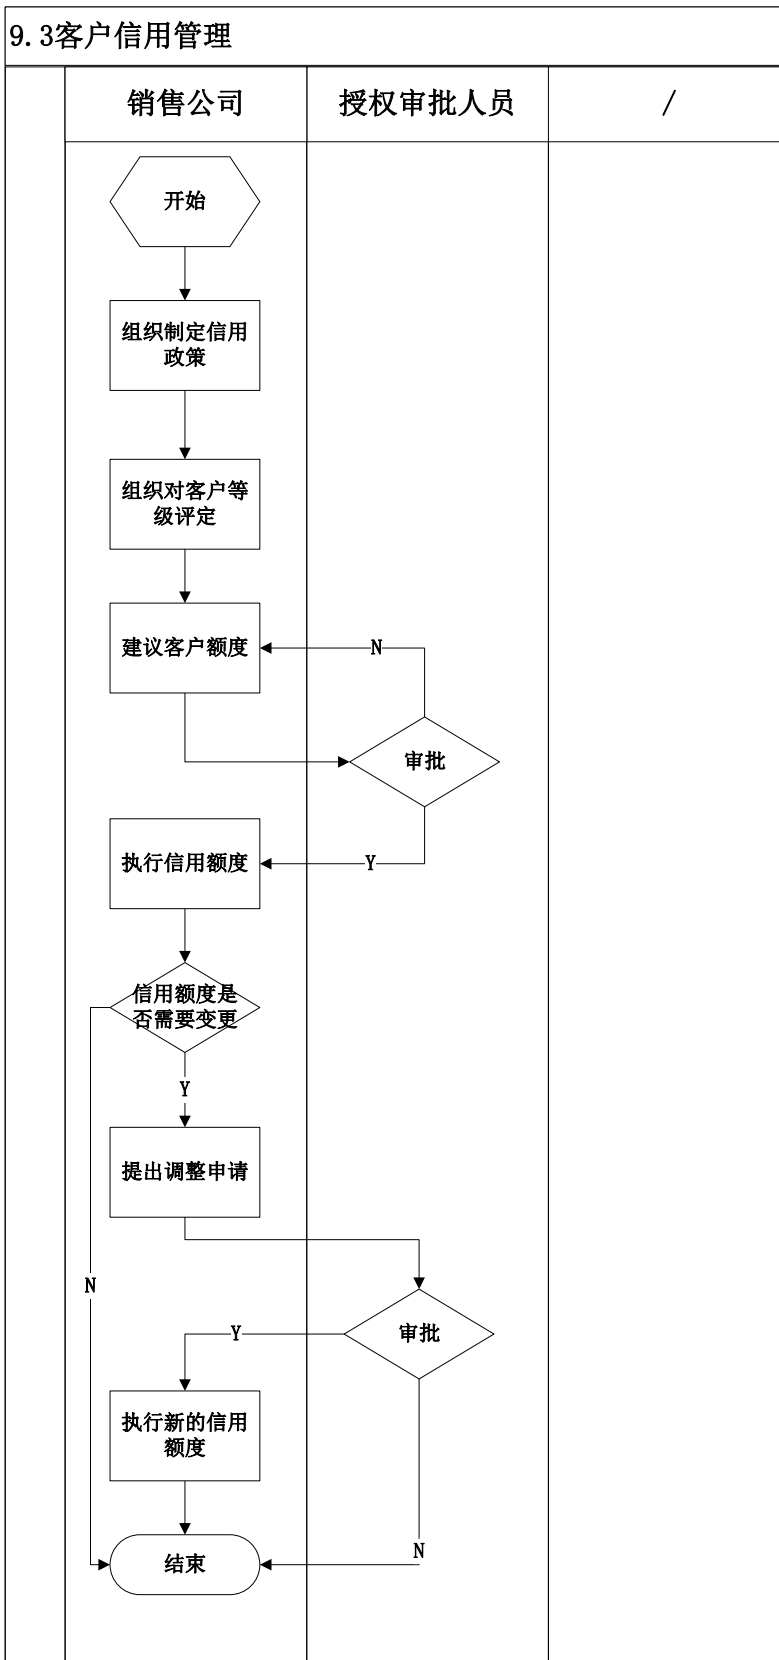 9.3客户信用管理
销售公司
授权审批人员
/
开始
组织制定信用
政策
组织对客户等
级评定
建议客户额度
N
审批
执行信用额度
Y
信用额度是
否需要变更
Y
提出调整申请
N
审批
Y
执行新的信用
额度
结束
N